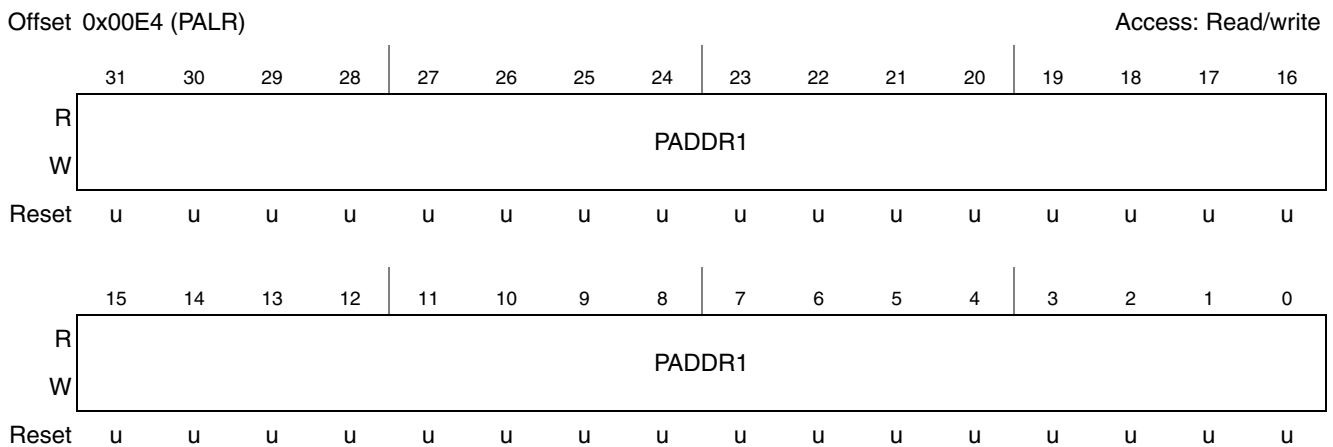 Offset 0x00E4 (PALR) Access: Read/write
31 30 29 28 27 26 25 24 23 22 21 20 19 18 17 16
R
PADDR1
W
Reset u u u u u u u u u u u u u u u u
15 14 13 12 11 10 9 8 7 6 5 4 3 2 1 0
R
PADDR1
W
Reset u u u u u u u u u u u u u u u u